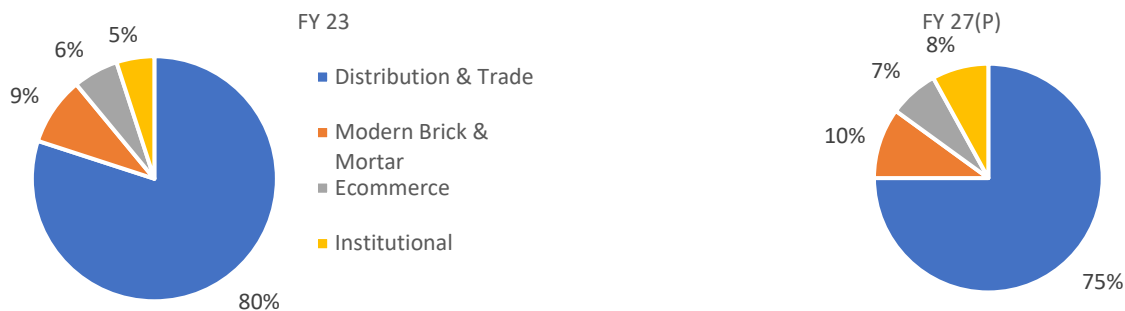 FY 23
5%
6%
9%
80%
Distribution & Trade
Modern Brick &
Mortar
Ecommerce
Institutional
FY 27(P)
8%
7%
10%
75%